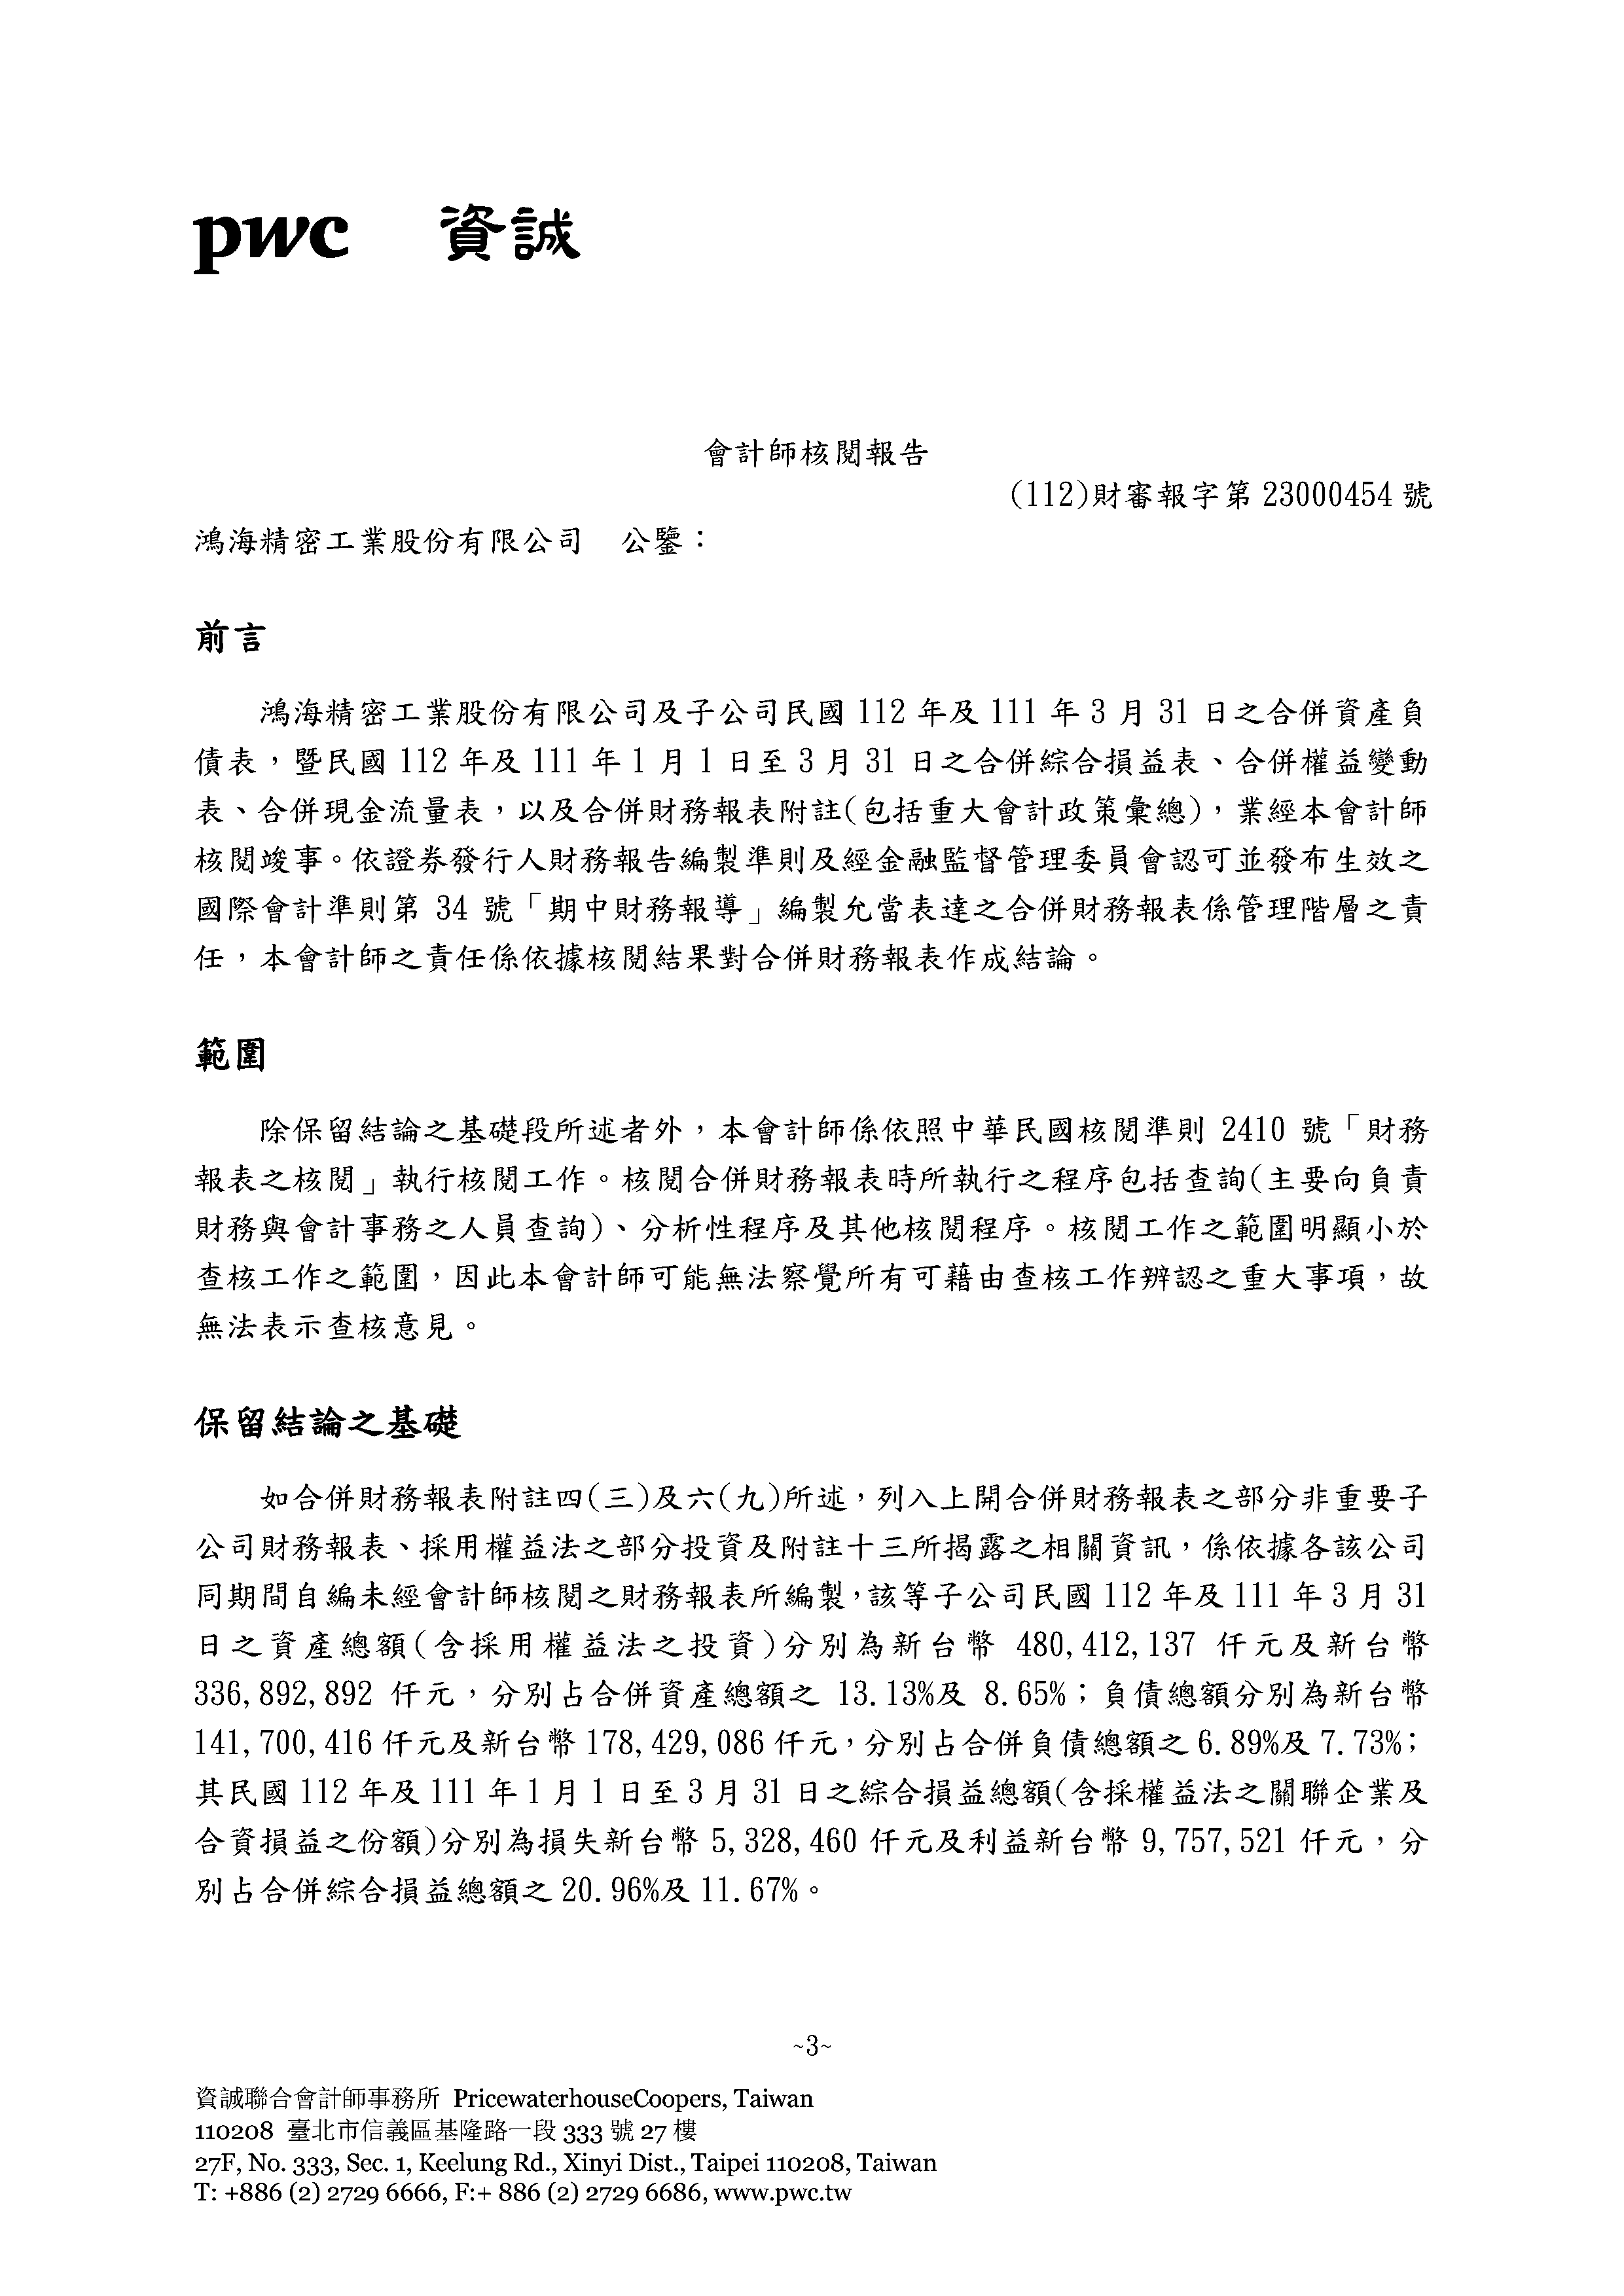 pwc 資誠
會計師核閱報告
(112)財審報字第 23000454 號
鴻海精密工業股份有限公司 公鑒：
前言
鴻海精密工業股份有限公司及子公司民國 112 年及 111 年 3 月 31 日之合併資產負
債表，暨民國 112 年及 111 年 1 月 1 日至 3 月 31 日之合併綜合損益表、合併權益變動
表、合併現金流量表，以及合併財務報表附註(包括重大會計政策彙總)，業經本會計師
核閱竣事。依證券發行人財務報告編製準則及經金融監督管理委員會認可並發布生效之
國際會計準則第 34 號「期中財務報導」編製允當表達之合併財務報表係管理階層之責
任，本會計師之責任係依據核閱結果對合併財務報表作成結論。
範圍
除保留結論之基礎段所述者外，本會計師係依照中華民國核閱準則 2410 號「財務
報表之核閱」執行核閱工作。核閱合併財務報表時所執行之程序包括查詢(主要向負責
財務與會計事務之人員查詢)、分析性程序及其他核閱程序。核閱工作之範圍明顯小於
查核工作之範圍，因此本會計師可能無法察覺所有可藉由查核工作辨認之重大事項，故
無法表示查核意見。
保留結論之基礎
如合併財務報表附註四(三)及六(九)所述，列入上開合併財務報表之部分非重要子
公司財務報表、採用權益法之部分投資及附註十三所揭露之相關資訊，係依據各該公司
同期間自編未經會計師核閱之財務報表所編製，該等子公司民國 112 年及 111 年 3 月 31
日之資產總額(含採用權益法之投資)分別為新台幣 480,412,137 仟元及新台幣
336,892,892 仟元，分別占合併資產總額之 13.13%及 8.65%；負債總額分別為新台幣
141,700,416 仟元及新台幣 178,429,086 仟元，分別占合併負債總額之 6.89%及 7.73%；
其民國 112 年及 111 年 1 月 1 日至 3 月 31 日之綜合損益總額(含採權益法之關聯企業及
合資損益之份額)分別為損失新台幣 5,328,460 仟元及利益新台幣 9,757,521 仟元，分
別占合併綜合損益總額之 20.96%及 11.67%。
~3~
資誠聯合會計師事務所 PricewaterhouseCoopers, Taiwan
110208 臺北市信義區基隆路一段 333 號 27 樓
27F, No. 333, Sec. 1, Keelung Rd., Xinyi Dist., Taipei 110208, Taiwan
T: +886 (2) 2729 6666, F:+ 886 (2) 2729 6686, www.pwc.tw